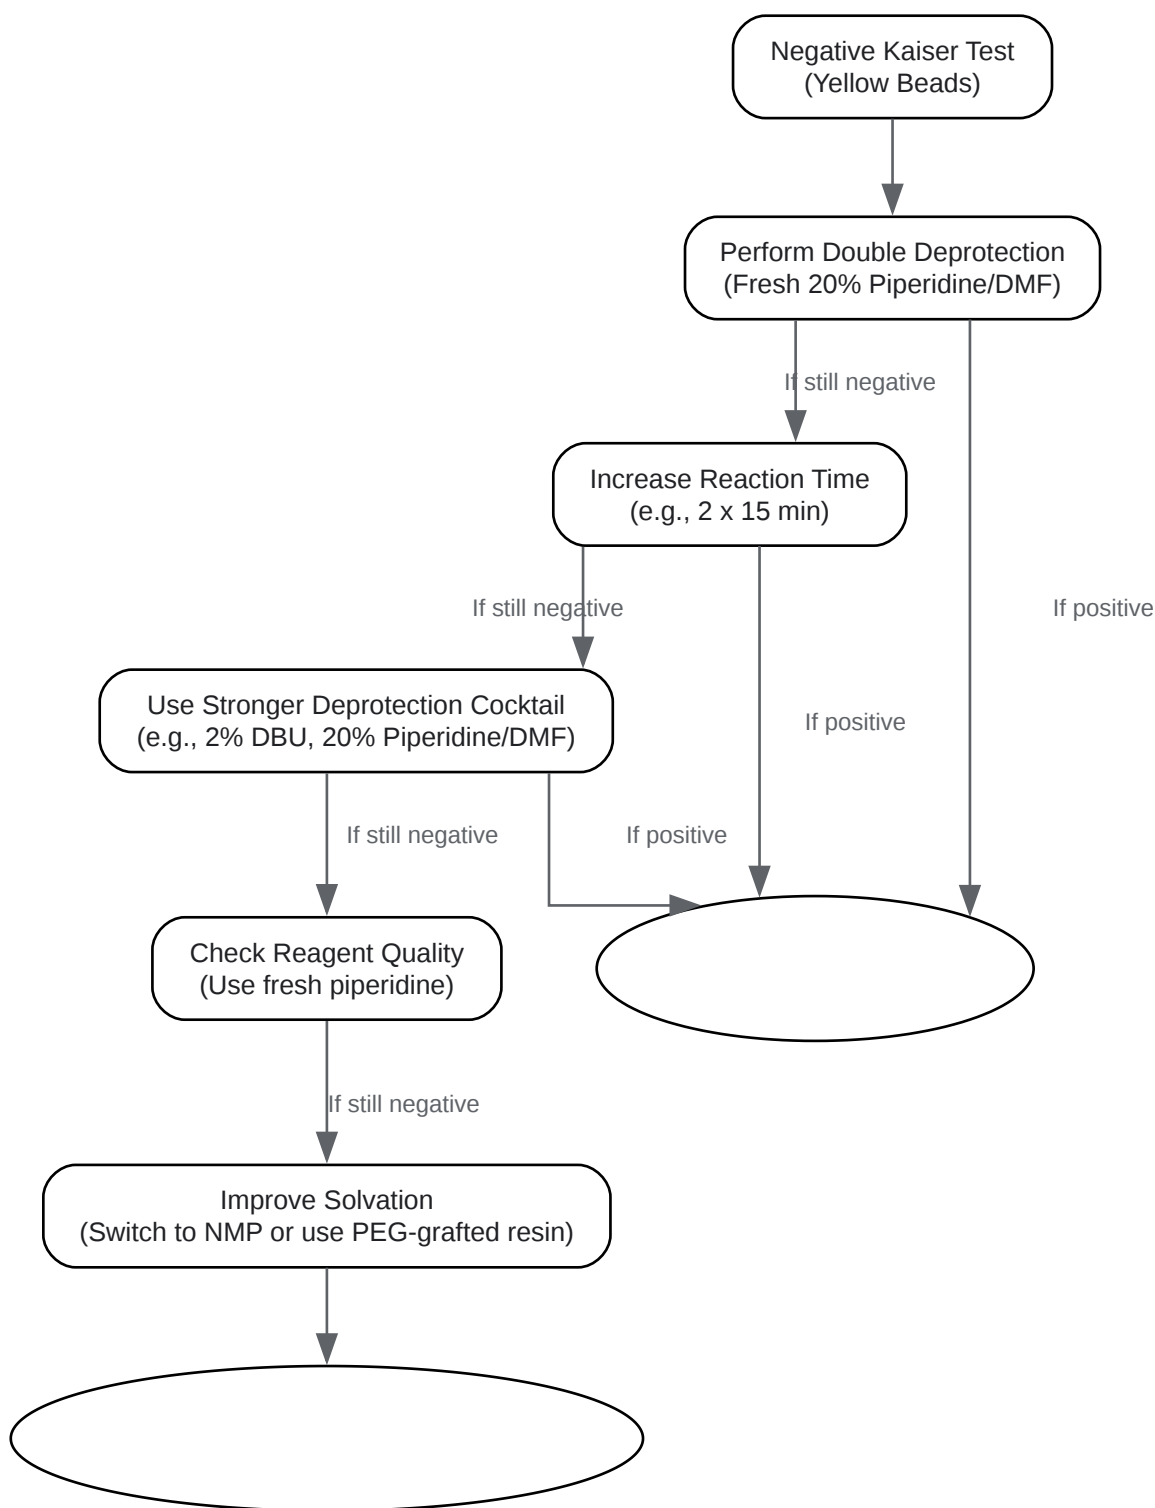 Negative Kaiser Test
(Yellow Beads)
Perform Double Deprotection
(Fresh 20% Piperidine/DMF)
If still negative
Increase Reaction Time
(e.g., 2 x 15 min)
If still negative
If positive
Use Stronger Deprotection Cocktail
(e.g., 2% DBU, 20% Piperidine/DMF)
If positive
If still negative
If positive
Check Reagent Quality
(Use fresh piperidine)
If still negative
Improve Solvation
(Switch to NMP or use PEG-grafted resin)